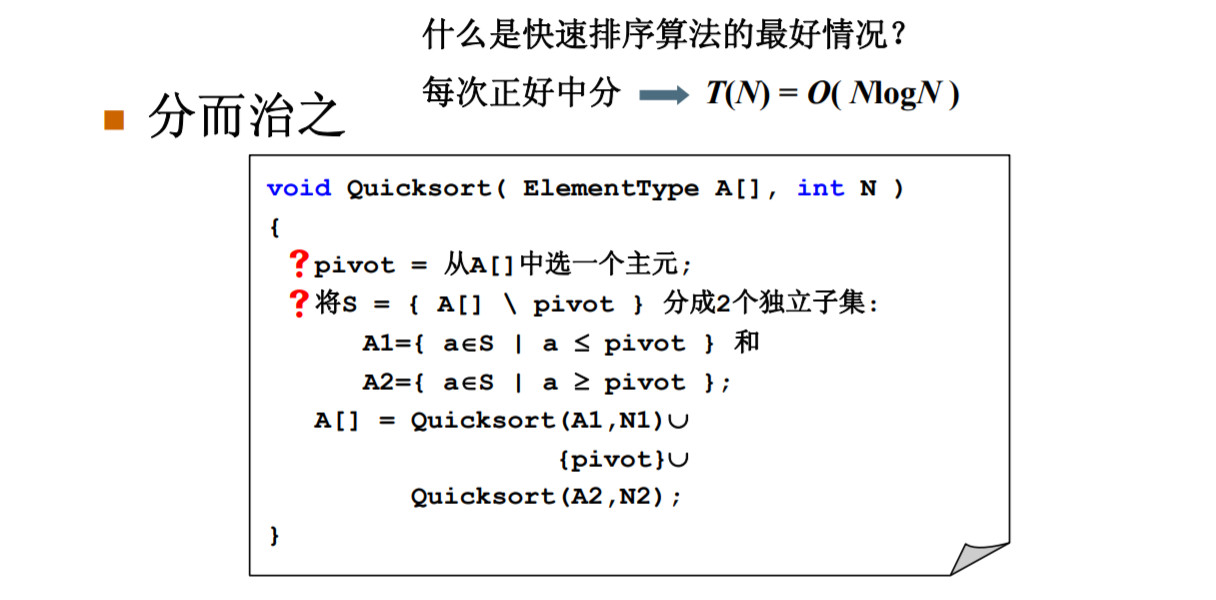 什么是快速排序算法的最好情况？
每次正好中分 T(N) = O( NlogN )
分而治之
void Quicksort( ElementType A[], int N )
{
?pivot = 从A[]中选一个主元;
?将S = { A[] \ pivot } 分成2个独立子集:
A1={ a∈S | a ≤ pivot } 和
A2={ a∈S | a ≥ pivot };
A[] = Quicksort(A1,N1)∪
{pivot}∪
Quicksort(A2,N2);
}